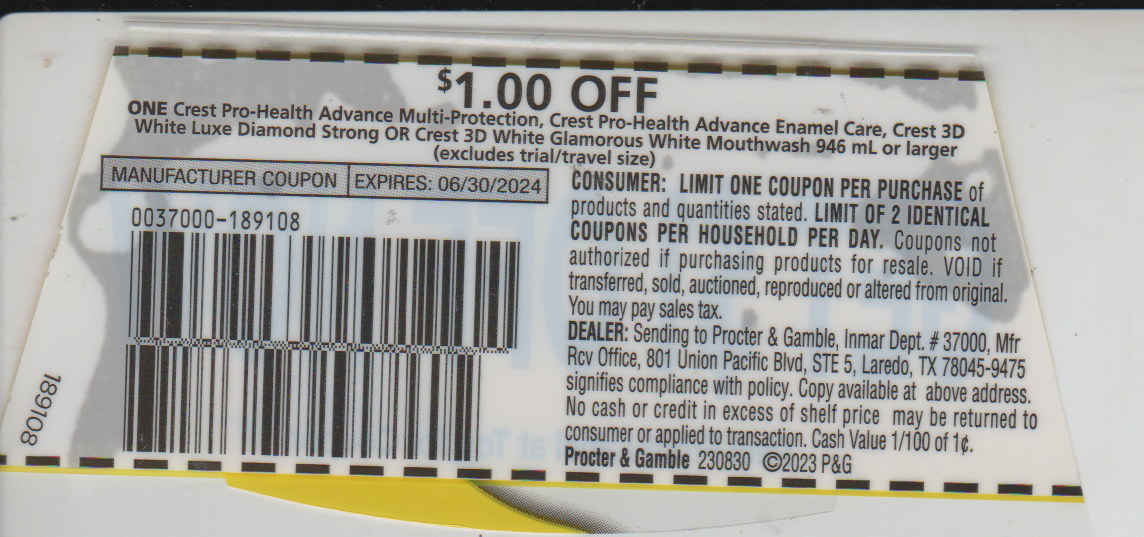 $1.00 OFF
ONE Crest Pro-Health Advance Multi-Protection, Crest Pro-Health Advance Enamel Care, Crest 3D
White Luxe Diamond Strong OR Crest 3D White Glamorous White Mouthwash 946 mL or larger
(excludes trial/travel size)
MANUFACTURER COUPON EXPIRES: 06/30/2024
0037000-189108
189108
CONSUMER: LIMIT ONE COUPON PER PURCHASE of
products and quantities stated. LIMIT OF 2 IDENTICAL
COUPONS PER HOUSEHOLD PER DAY. Coupons not
authorized if purchasing products for resale. VOID if
transferred, sold, auctioned, reproduced or altered from original.
You may pay sales tax.
DEALER: Sending to Procter & Gamble, Inmar Dept. # 37000, Mfr
Rcv Office, 801 Union Pacific Blvd, STE 5, Laredo, TX 78045-9475
signifies compliance with policy. Copy available at above address.
No cash or credit in excess of shelf price may be returned to
consumer or applied to transaction. Cash Value 1/100 of 1¢.
Procter & Gamble 230830 ©2023 P&G